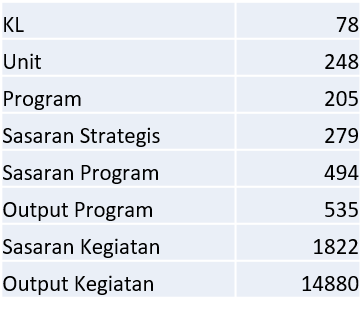 KL 78
Unit 248
Program 205
Sasaran Strategis 279
Sasaran Program 494
Output Program 535
Sasaran Kegiatan 1822
Output Kegiatan 14880